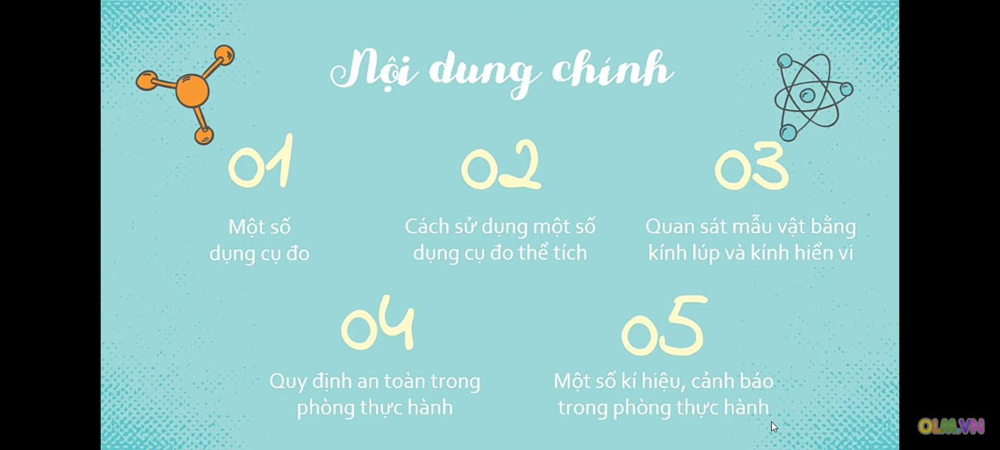 Nội dung chính
01
02
03
Một số
dụng cụ đo
Cách sử dụng một số
dụng cụ đo thể tích
Quan sát mẫu vật bằng
kính lúp và kính hiển vi
04
05
Quy định an toàn trong
phòng thực hành
Một số kí hiệu, cảnh báo
trong phòng thực hành
OLM.VN